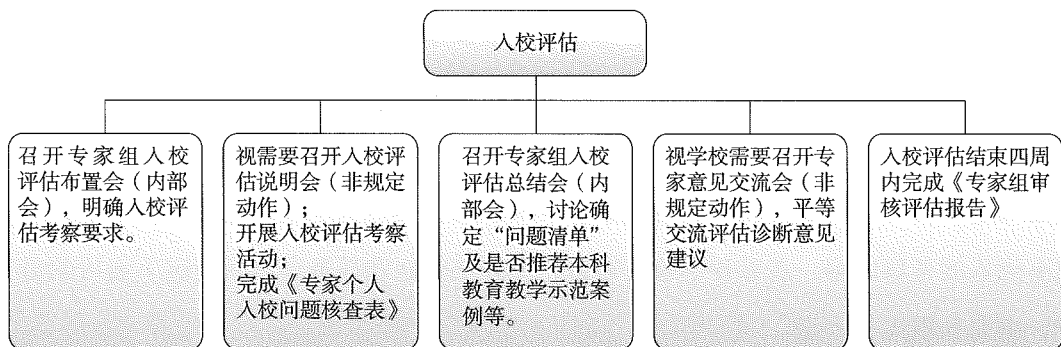 入校评估
召开专家组入校
评估布置会（内部
会），明确入校评
估考察要求。
视需要召开入校评
估说明会（非规定
动作）；
开展入校评估考察
活动；
完成《专家个人
入校问题核查表》
召开专家组入校
评估总结会（内
部会），讨论确
定“问题清单”
及是否推荐本科
教育教学示范案
例等。
视学校需要召开专
家意见交流会（非
规定动作），平等
交流评估诊断意见
建议
入校评估结束四周
内完成《专家组审
核评估报告》